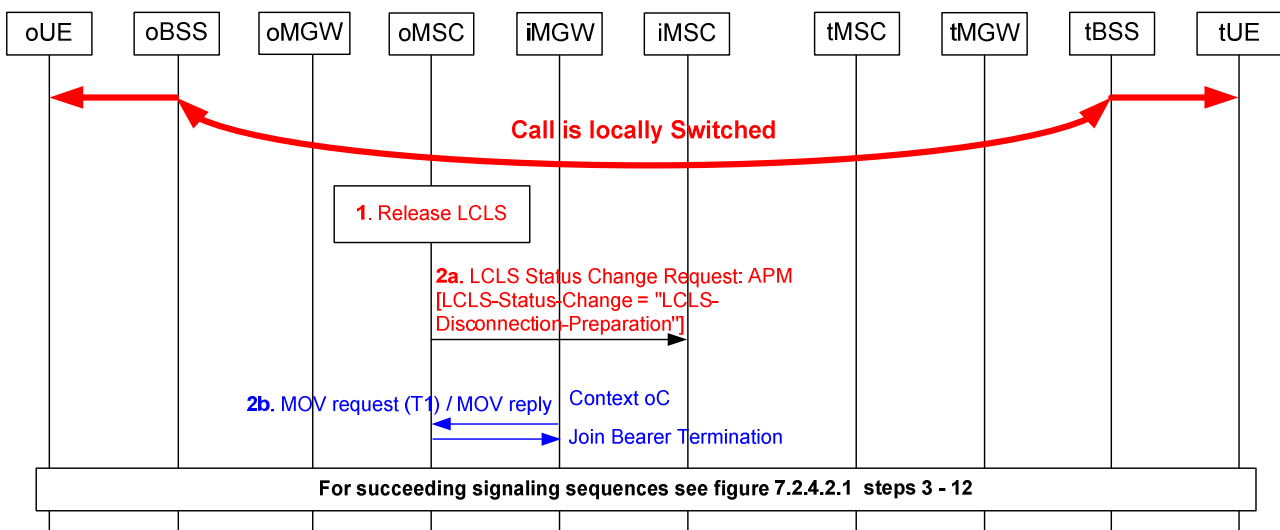 oUE oBSS oMGW oMSC iMGW iMSC tMSC tMGW tBSS tUE
Call is locally Switched
1. Release LCLS
2a. LCLS Status Change Request: APM
[LCLS-Status-Change = "LCLS-
Disconnection-Preparation"]
2b. MOV request (T1) / MOV reply
Context oC
Join Bearer Termination
For succeeding signaling sequences see figure 7.2.4.2.1 steps 3 - 12